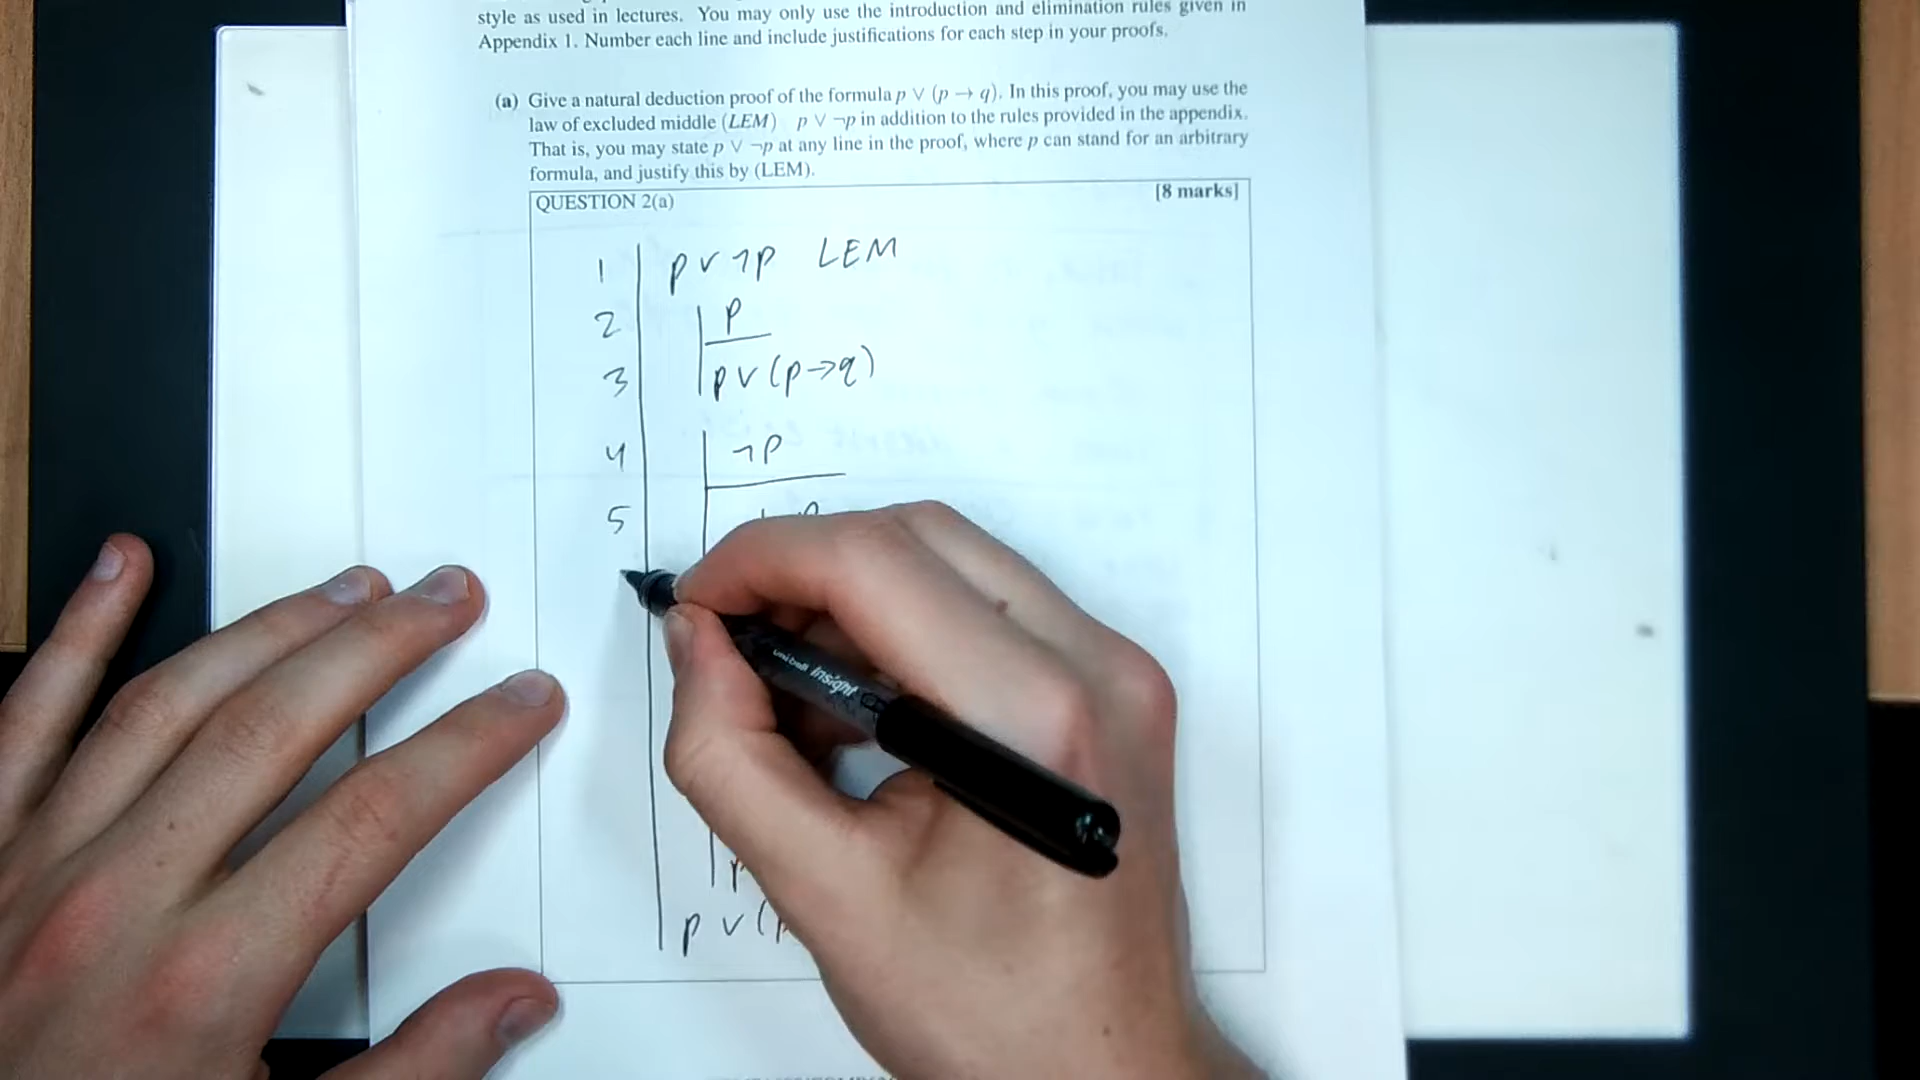 style as used in lectures. You may only use the introduction and elimination rules given in
Appendix 1. Number each line and include justifications for each step in your proofs.
(a) Give a natural deduction proof of the formula p ∨ (p → q). In this proof, you may use the
law of excluded middle (LEM) p ∨ ¬p in addition to the rules provided in the appendix.
That is, you may state p ∨ ¬p at any line in the proof, where p can stand for an arbitrary
formula, and justify this by (LEM).
QUESTION 2(a) [8 marks]
1 p ∨ ¬p LEM
2 p
3 p ∨ (p → q)
4 ¬p
5
p ∨ (
uniball insight